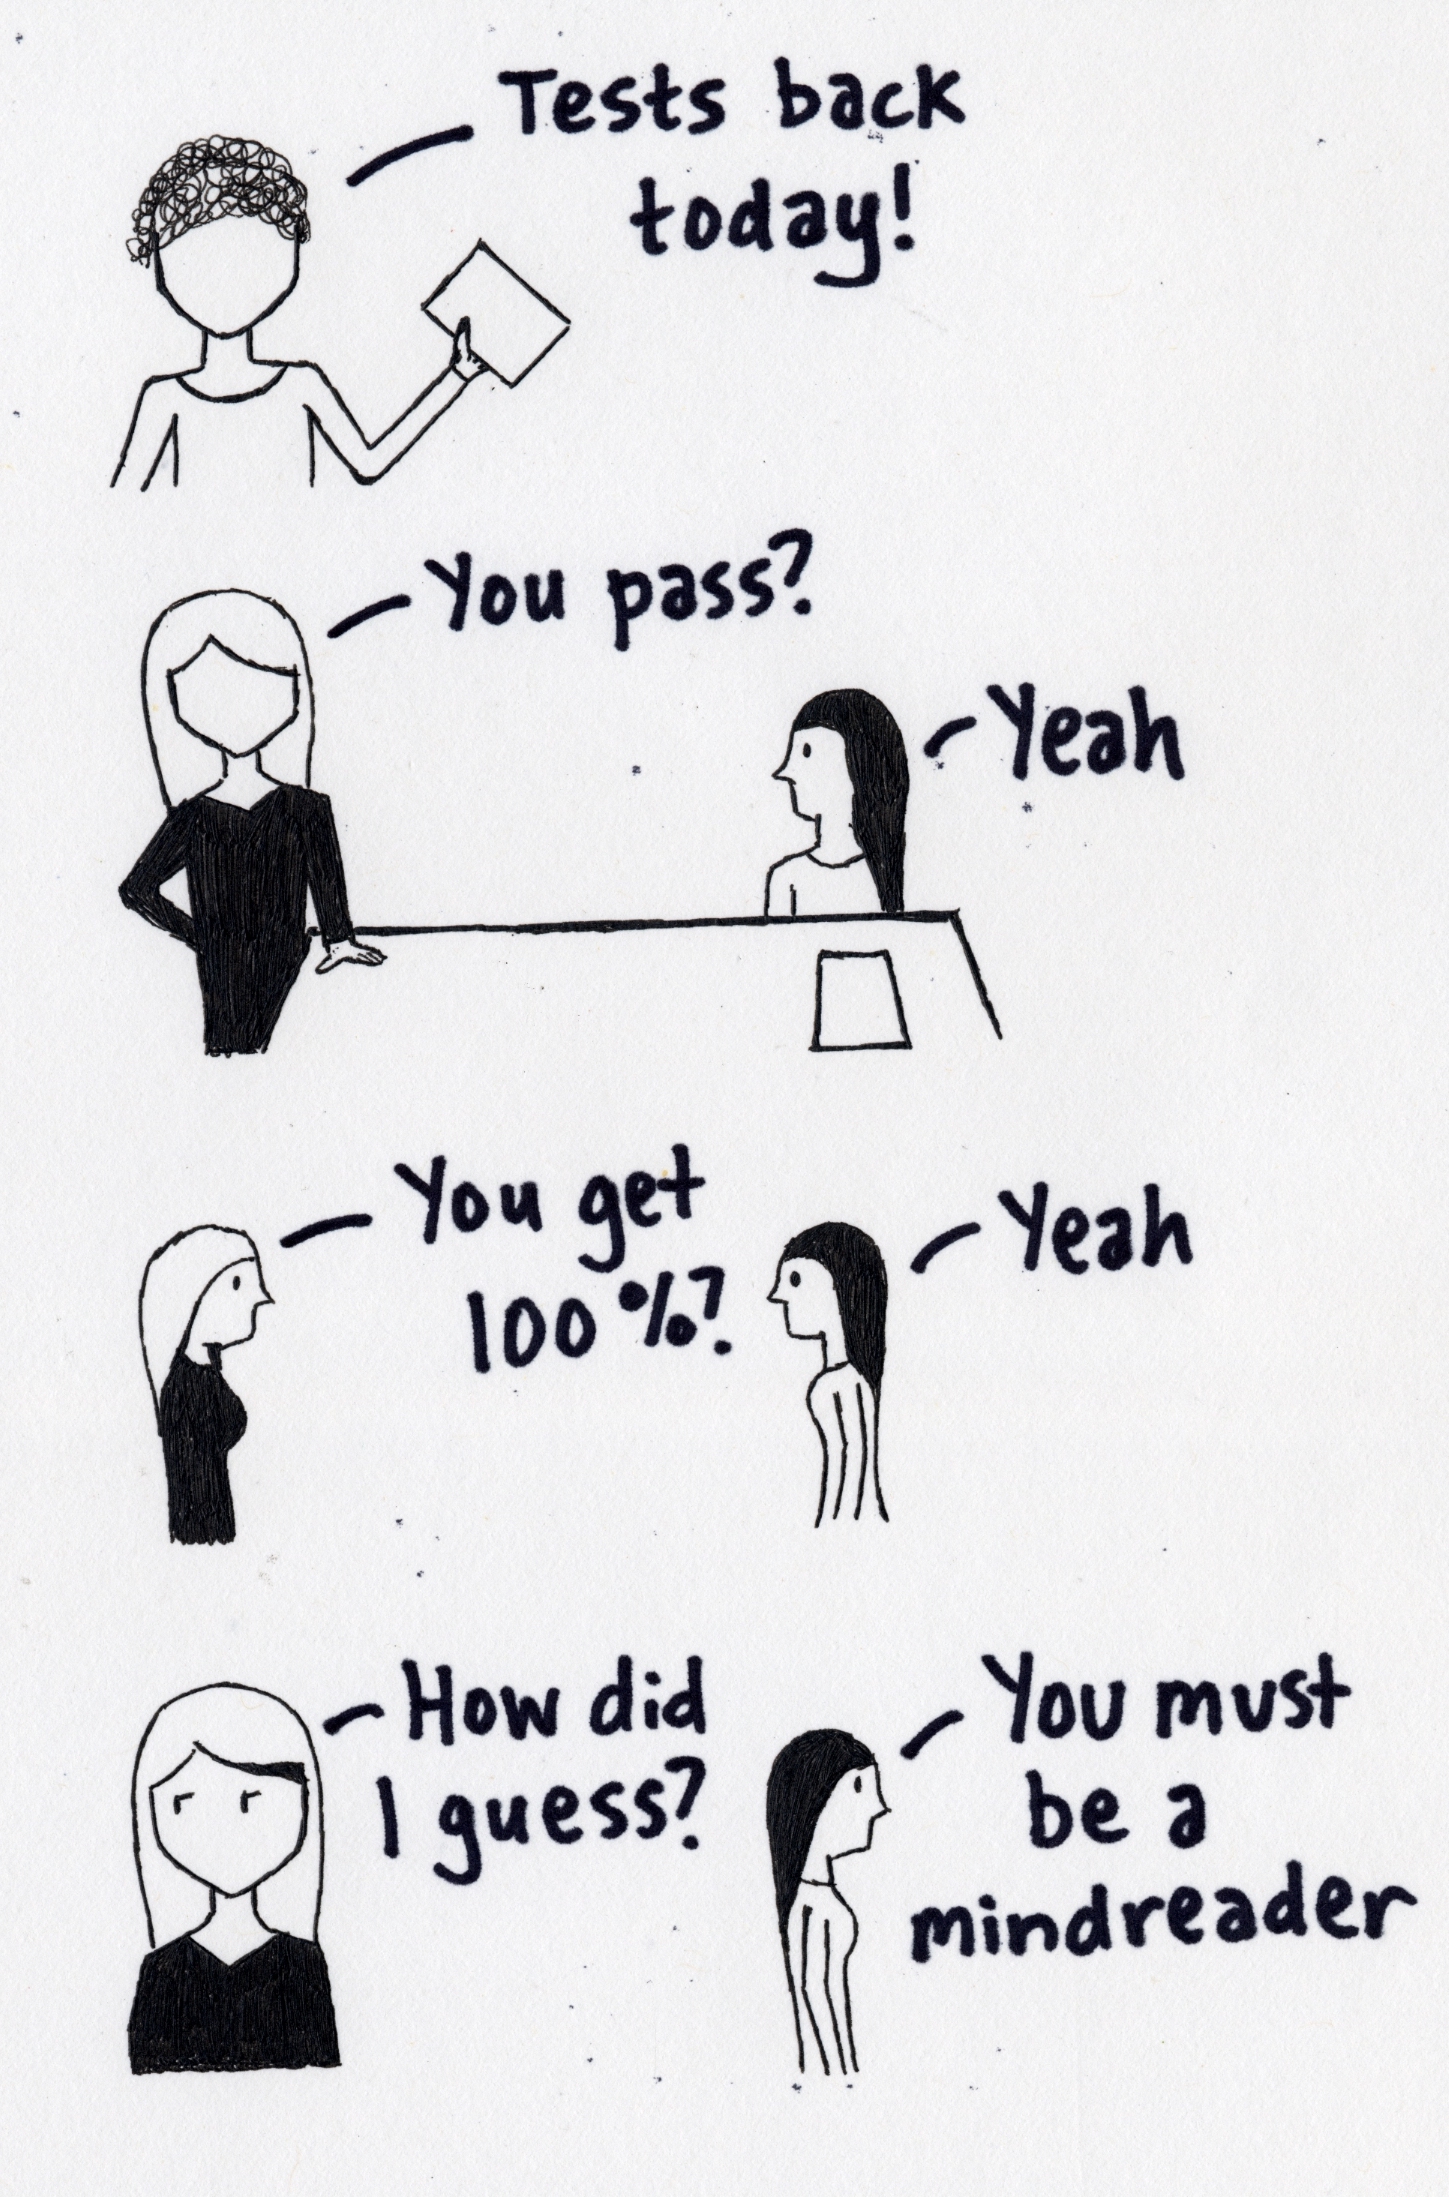 Tests back
today!
You pass?
Yeah
You get
100%?
Yeah
How did
I guess?
You must
be a
mindreader